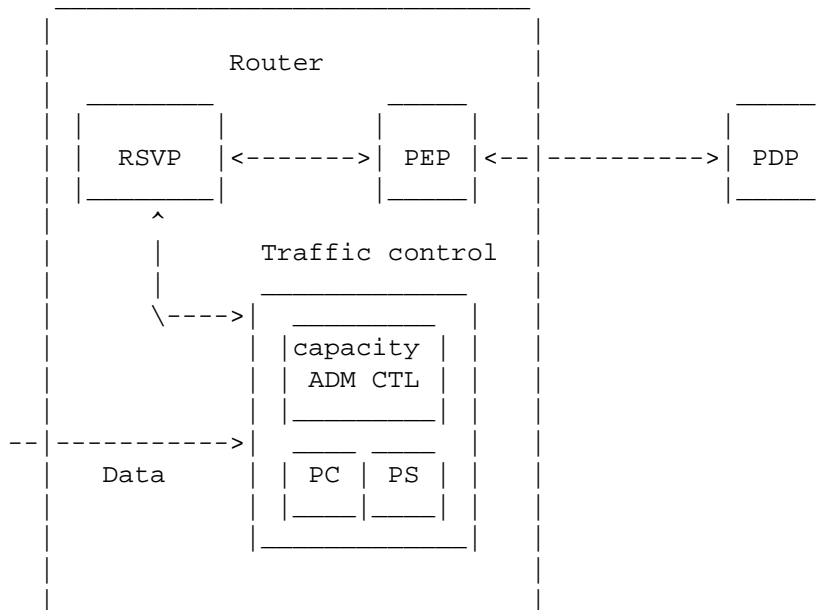 Router
RSVP PEP PDP
Traffic control
capacity
ADM CTL
Data PC PS